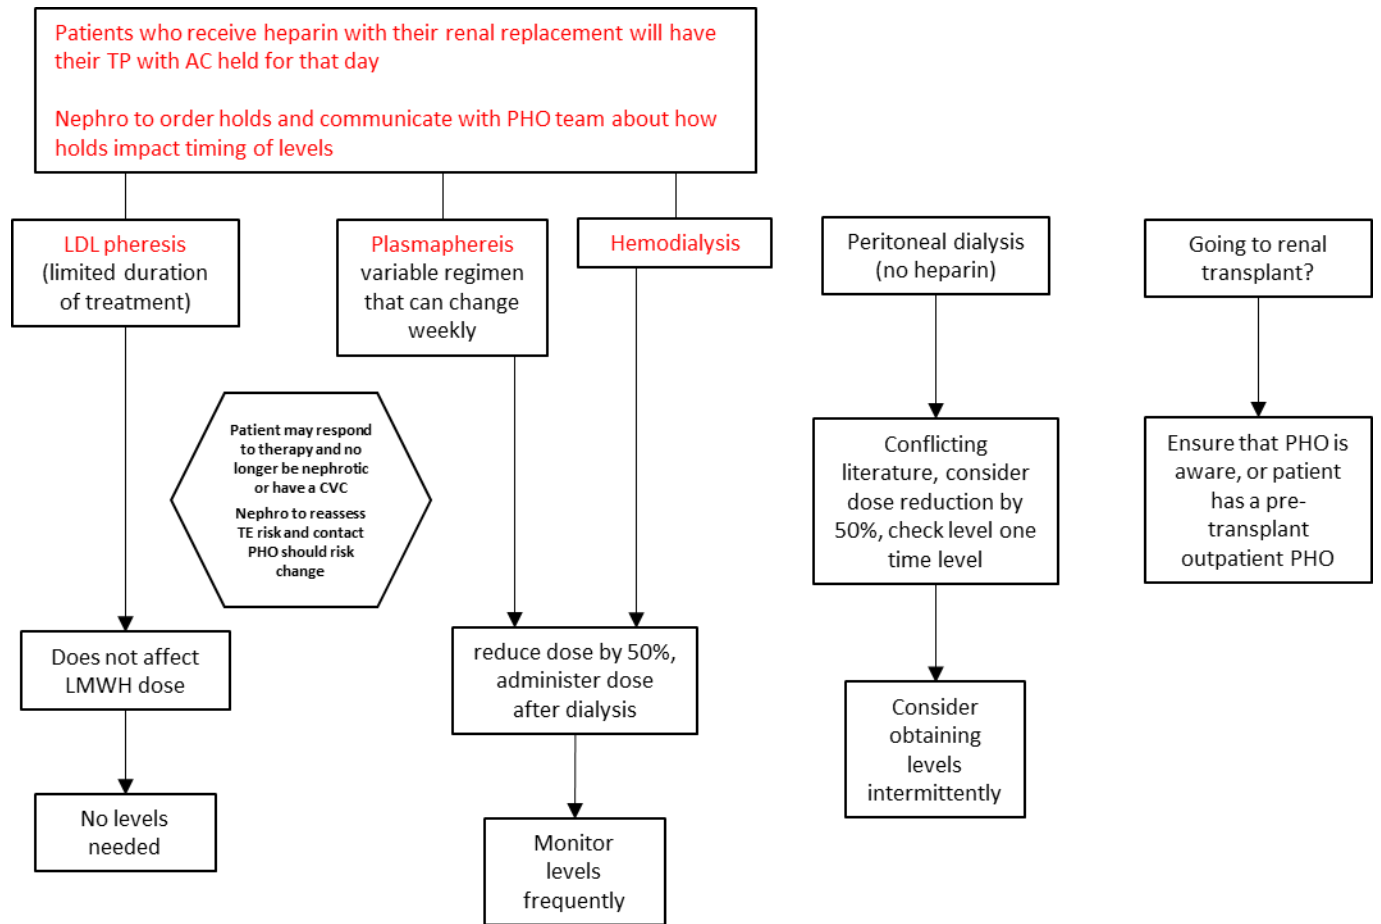 Patients who receive heparin with their renal replacement will have
their TP with AC held for that day
Nephro to order holds and communicate with PHO team about how
holds impact timing of levels
LDL pheresis
(limited duration
of treatment)
Plasmaphereis
variable regimen
that can change
weekly
Hemodialysis
Peritoneal dialysis
(no heparin)
Going to renal
transplant?
Patient may respond
to therapy and no
longer be nephrotic
or have a CVC
Nephro to reassess
TE risk and contact
PHO should risk
change
Conflicting
literature, consider
dose reduction by
50%, check level one
time level
Ensure that PHO is
aware, or patient
has a pre-
transplant
outpatient PHO
Does not affect
LMWH dose
reduce dose by 50%,
administer dose
after dialysis
Consider
obtaining
levels
intermittently
No levels
needed
Monitor
levels
frequently